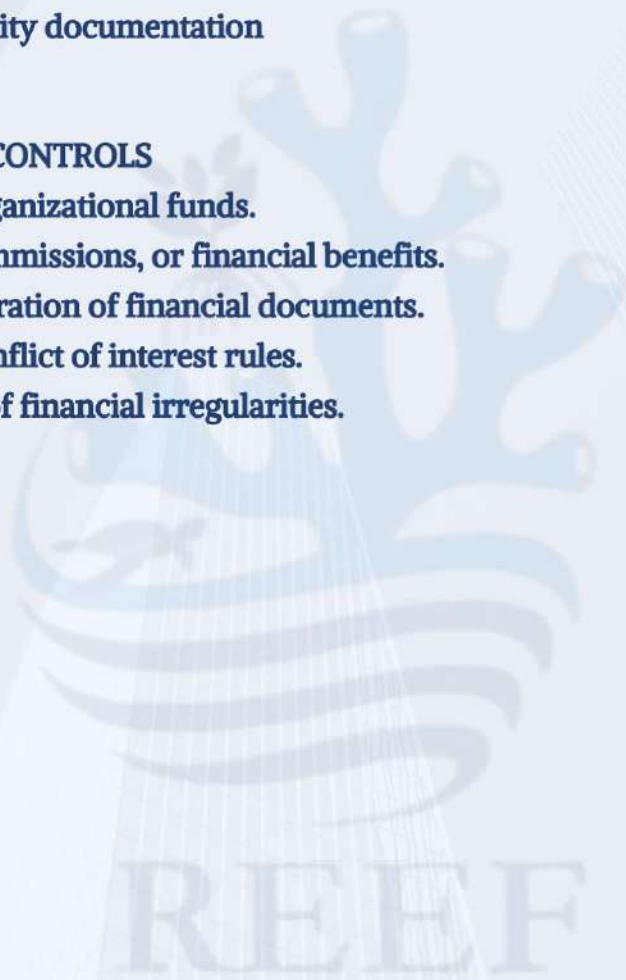 ity documentation
CONTROLS
ganizational funds.
mmissions, or financial benefits.
ration of financial documents.
nflict of interest rules.
f financial irregularities.
REEF